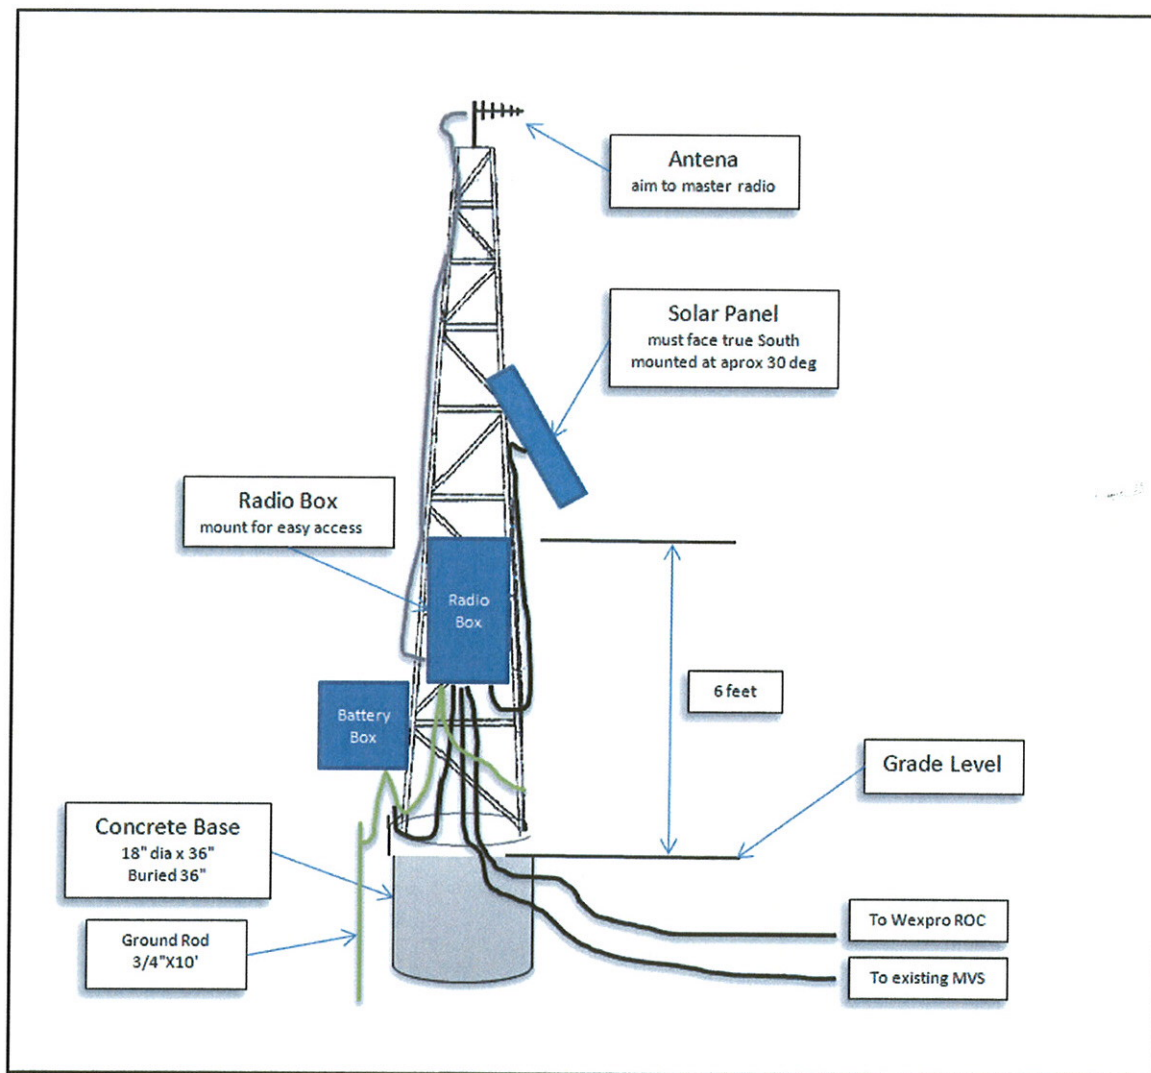 Antena
aim to master radio
Solar Panel
must face true South
mounted at aprox 30 deg
Radio Box
mount for easy access
Radio
Box
6 feet
Battery
Box
Grade Level
Concrete Base
18" dia x 36"
Buried 36"
Ground Rod
3/4"X10'
To Wexpro ROC
To existing MVS